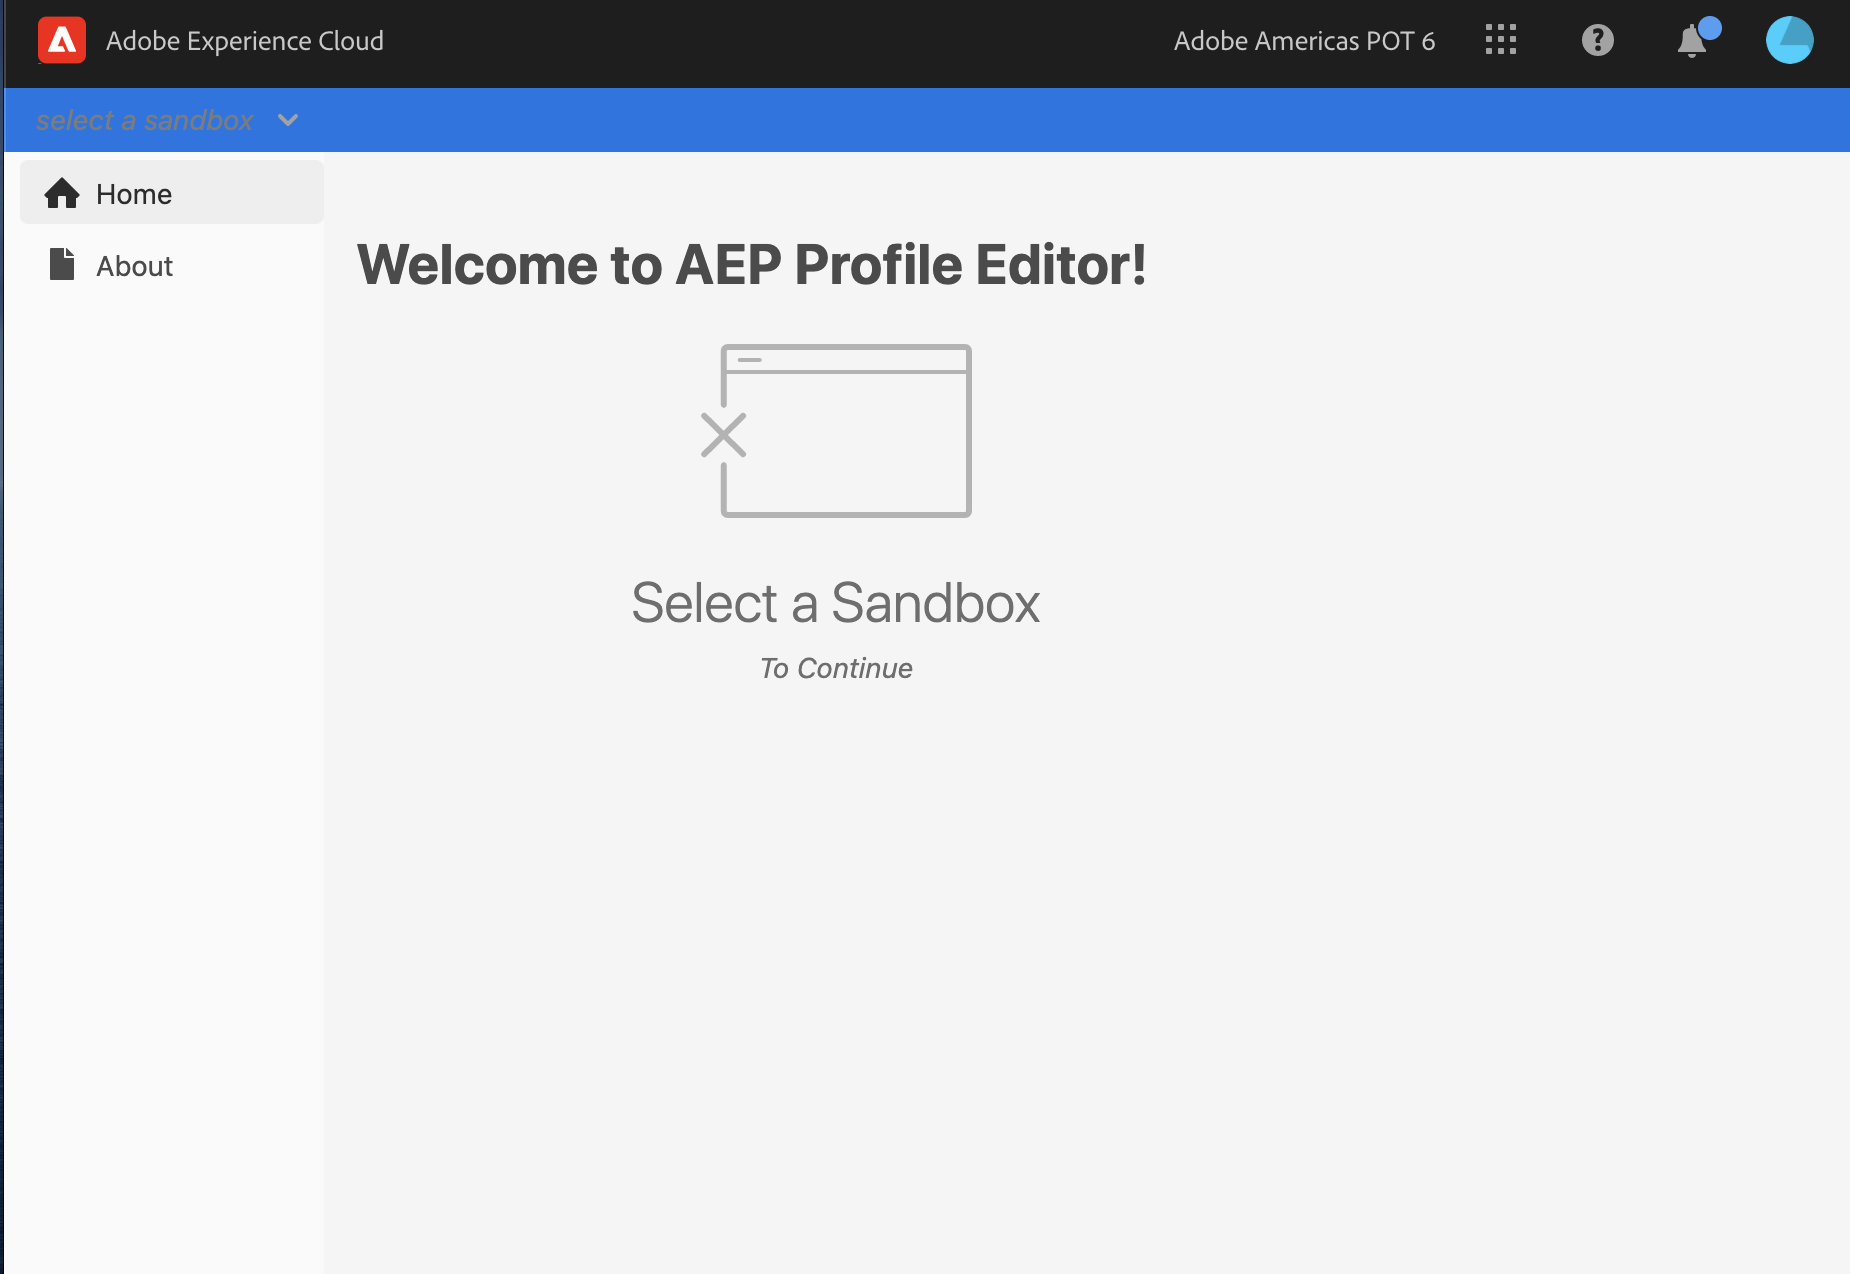 Adobe Experience Cloud
Adobe Americas POT 6
select a sandbox
Home
About
Welcome to AEP Profile Editor!
Select a Sandbox
To Continue